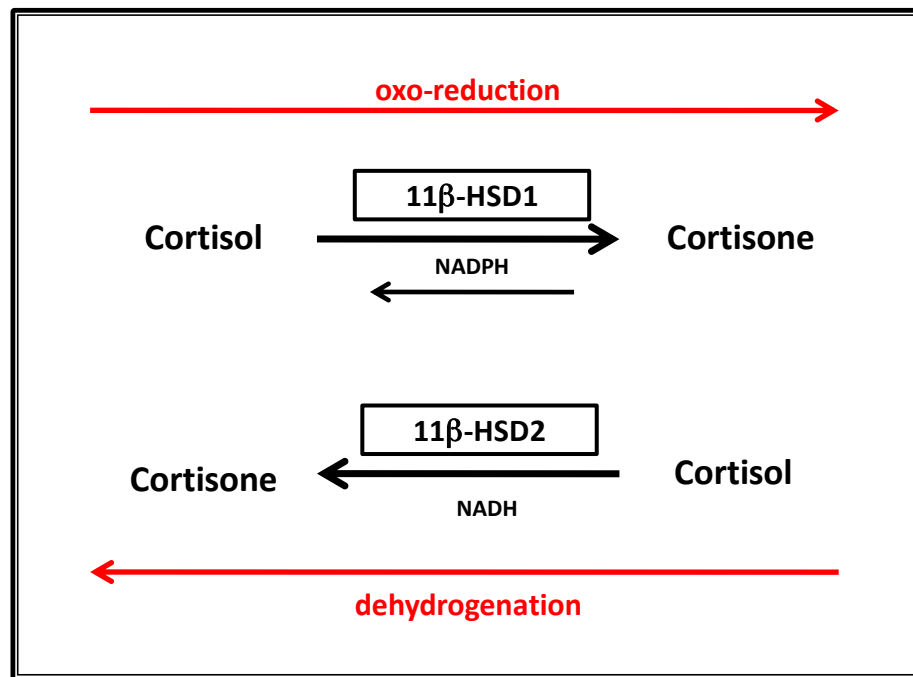 oxo-reduction
11β-HSD1
Cortisol
Cortisone
NADPH
11β-HSD2
Cortisone
Cortisol
NADH
dehydrogenation